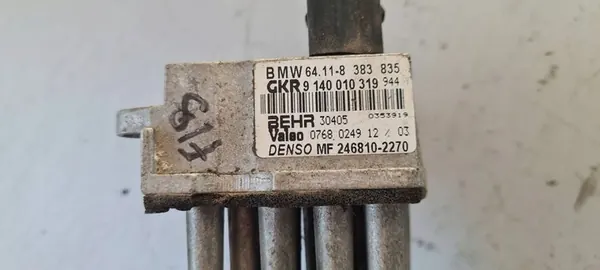 BMW 64.11-8 383 835
GKR 9 140 010 319 944
BEHR 30405 0353919
Valeo 0768 0249 12 03
DENSO MF 246810-2270